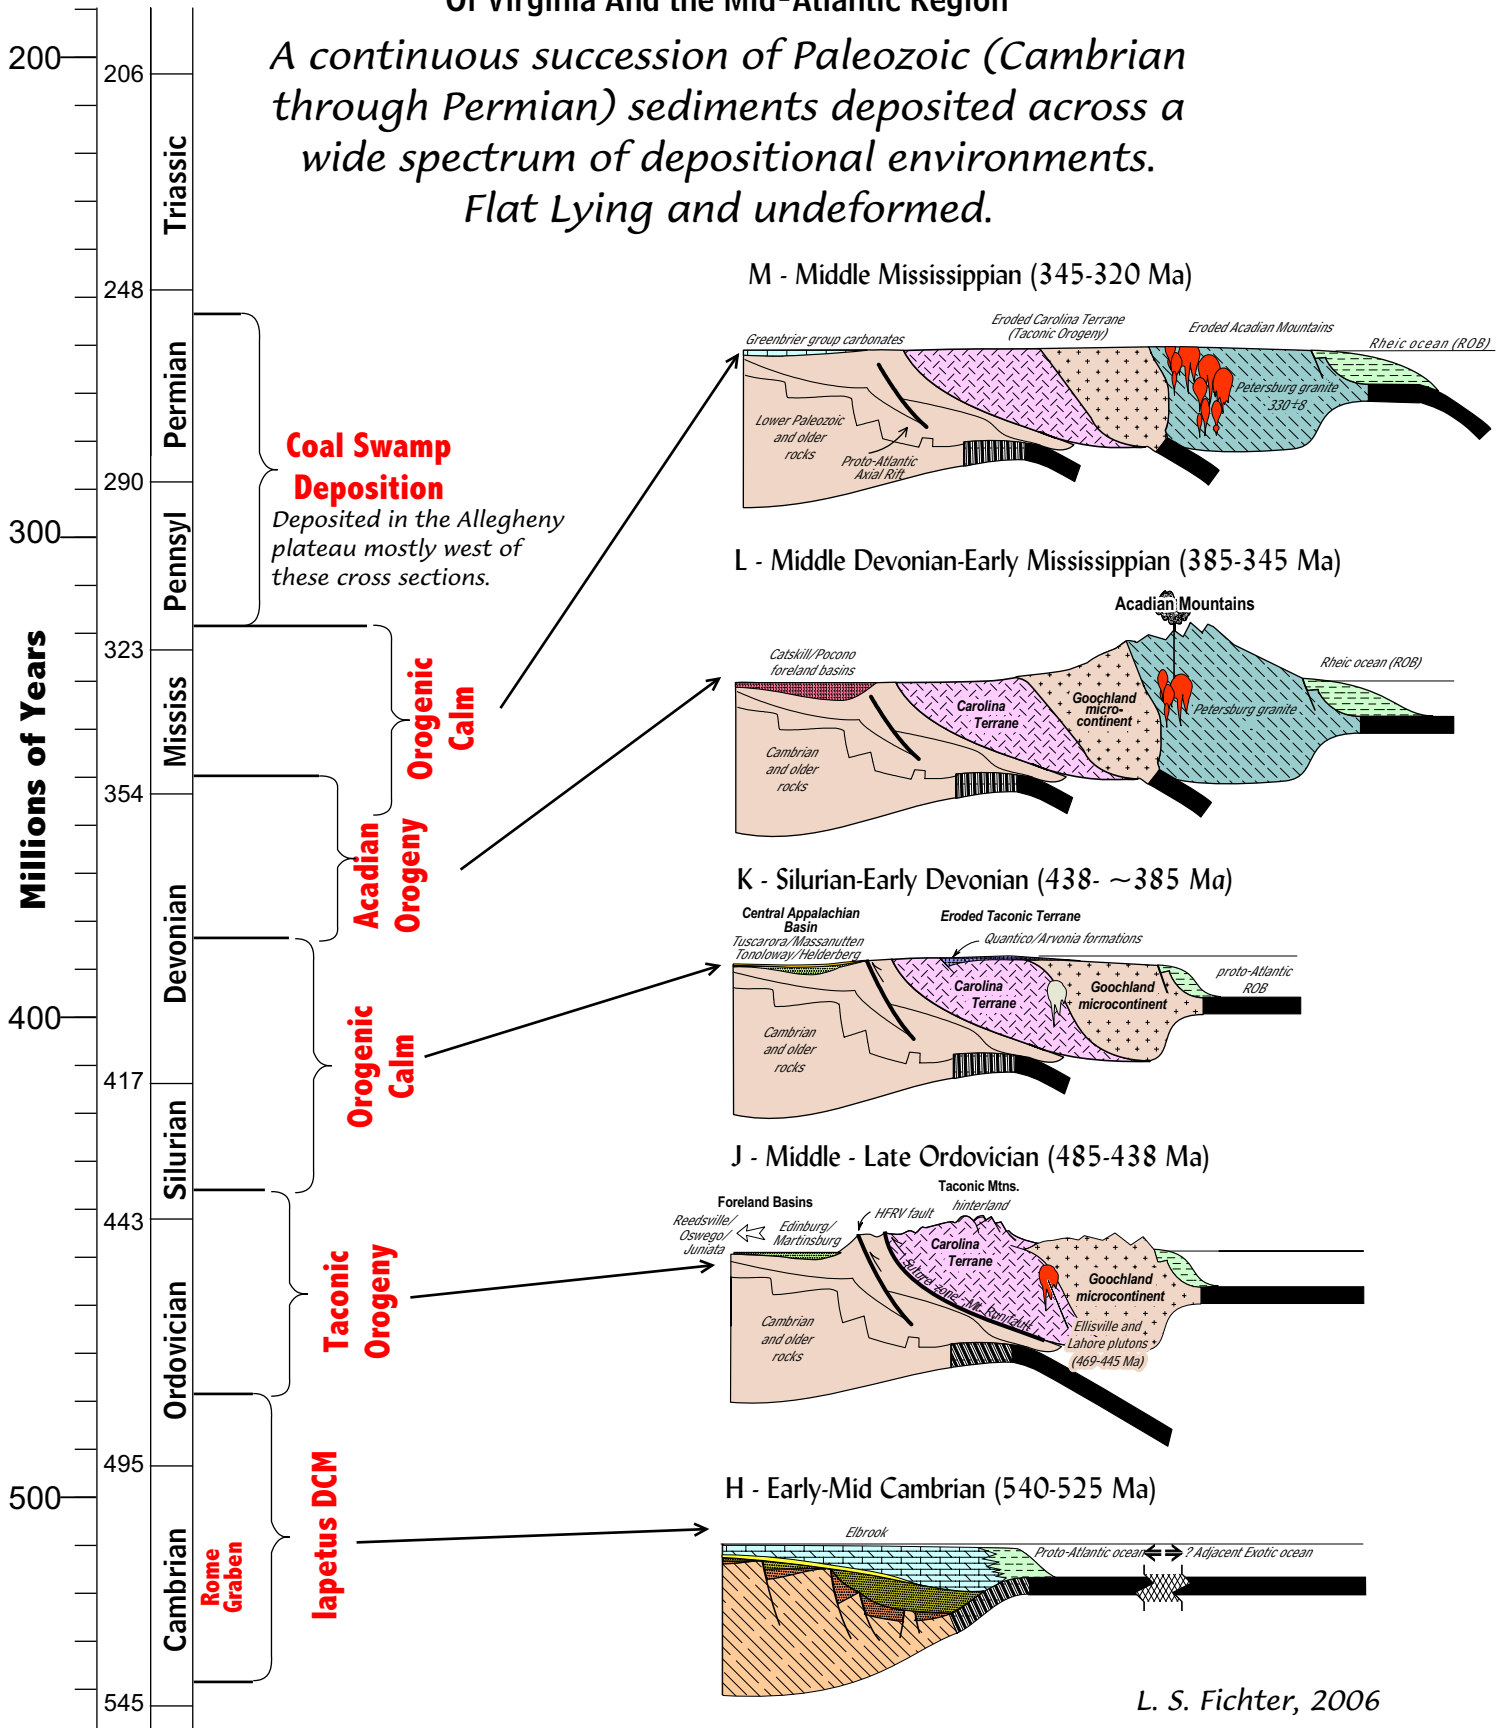 Of Virginia And the Mid-Atlantic Region
A continuous succession of Paleozoic (Cambrian
through Permian) sediments deposited across a
wide spectrum of depositional environments.
Flat Lying and undeformed.
Millions of Years
200
300
400
500
206
248
290
323
354
417
443
495
545
Triassic
Permian
Pennsyl
Mississ
Devonian
Silurian
Ordovician
Cambrian
Coal Swamp
Deposition
Deposited in the Allegheny
plateau mostly west of
these cross sections.
Orogenic
Calm
Acadian
Orogeny
Orogenic
Calm
Taconic
Orogeny
Iapetus DCM
Rome
Graben
M - Middle Mississippian (345-320 Ma)
Greenbrier group carbonates
Eroded Carolina Terrane
(Taconic Orogeny)
Eroded Acadian Mountains
Rheic ocean (ROB)
Petersburg granite
330±8
Lower Paleozoic
and older
rocks
Proto-Atlantic
Axial Rift
L - Middle Devonian-Early Mississippian (385-345 Ma)
Acadian Mountains
Catskill/Pocono
foreland basins
Rheic ocean (ROB)
Carolina
Terrane
Goochland
micro-
continent
Petersburg granite
Cambrian
and older
rocks
K - Silurian-Early Devonian (438- ~385 Ma)
Central Appalachian
Basin
Tuscarora/Massanutten
Tonoloway/Helderberg
Eroded Taconic Terrane
Quantico/Arvonia formations
proto-Atlantic
ROB
Carolina
Terrane
Goochland
microcontinent
Cambrian
and older
rocks
J - Middle - Late Ordovician (485-438 Ma)
Taconic Mtns.
hinterland
Foreland Basins
Reedsville/
Oswego/
Juniata
Edinburg/
Martinsburg
HFRV fault
Carolina
Terrane
Suture zone - Mt. Run fault
Goochland
microcontinent
Ellisville and
Lahore plutons
(469-445 Ma)
Cambrian
and older
rocks
H - Early-Mid Cambrian (540-525 Ma)
Elbrook
Proto-Atlantic ocean
? Adjacent Exotic ocean
L. S. Fichter, 2006